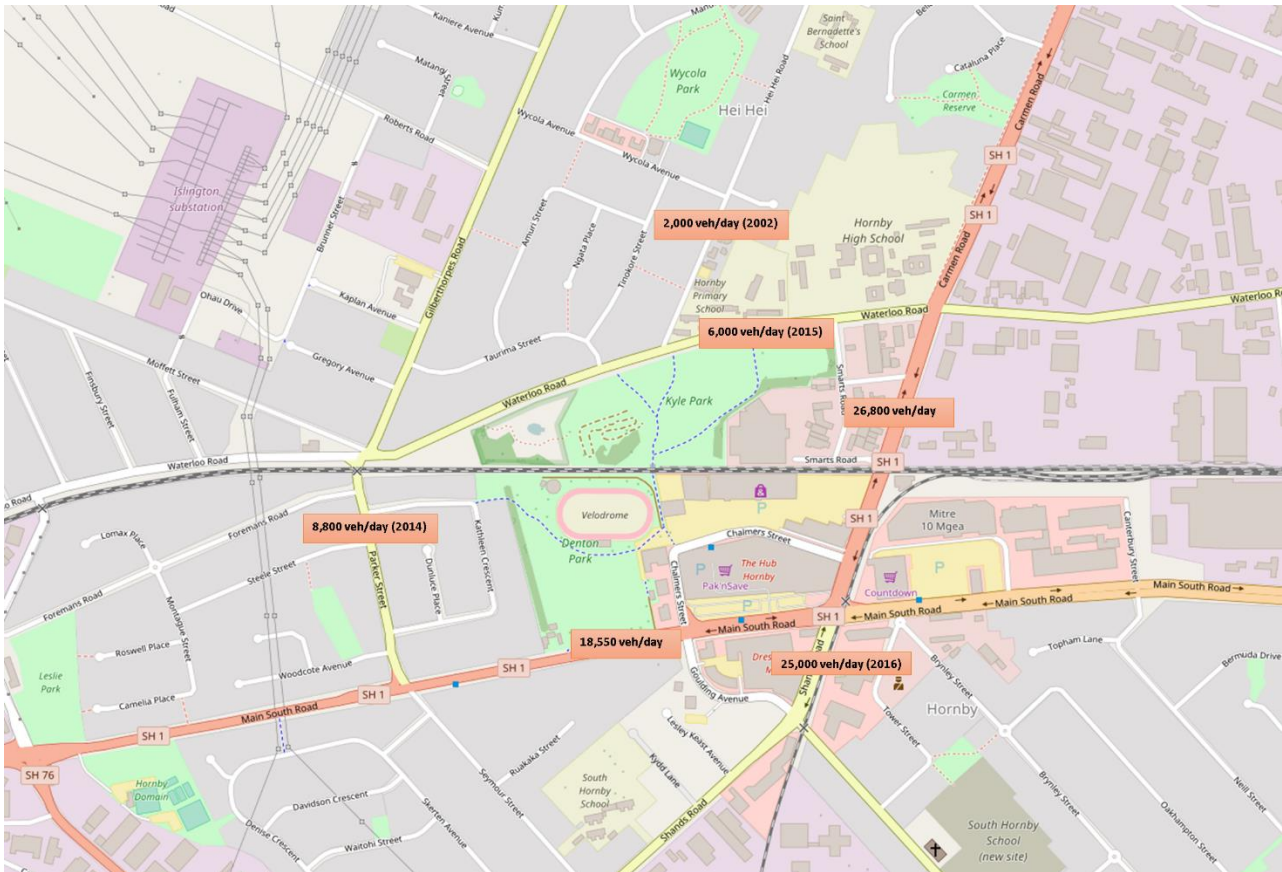 Kaniere Avenue
Saint
Bernadette's
School
Cataluna Place
Matangi Street
Wycola
Park
Hei Hei Road
Hei Hei
Carmen
Reserve
Carmen Road
Roberts Road
Wycola Avenue
Wycola Avenue
SH 1
Islington
substation
Brunner Street
Amuri Street
Ngata Place
2,000 veh/day (2002)
Hornby
High School
SH 1
Gilberthorpes Road
Tinokore Street
Hornby
Primary
School
Carmen Road
Ohau Drive
Kaplan Avenue
Waterloo Road
Waterloo Ro
6,000 veh/day (2015)
Taurima Street
Gregory Avenue
Moffett Street
Finsbury Street
Fulham Street
Waterloo Road
Kyle Park
Smarts Road
26,800 veh/day
Waterloo Road
Smarts Road
SH 1
Road
Velodrome
P
Mitre
10 Mgea
Canterbury Street
8,800 veh/day (2014)
SH 1
Lomax Place
Foremans Road
Kathleen Crescent
Denton
Park
Chalmers Street
The Hub
Hornby
P
Pak'nSave
P
Countdown
P
Steele Street
Parker Street
Dunluce Place
Chalmers Street
Main South Road
Foremans Road
Montague Street
Main South Road
SH 1
Main South Road
Main South Road
18,550 veh/day
Roswell Place
Woodcote Avenue
SH 1
Dres
25,000 veh/day (2016)
Topham Lane
Bermuda Drive
Leslie
Park
Camelia Place
SH 1
Goulding Avenue
Sha
Brynley Street
Hornby
Main South Road
SH 1
Lesley Keast Avenue
Tower Street
SH 76
Ruakaka Street
Kydd Lane
Hornby
Domain
Seymour Street
South
Hornby
School
Brynley Street
Neill Street
Davidson Crescent
Skerten Avenue
Shands Road
Oakhampton Street
Denise Crescent
Waitohi Street
South Hornby
School
(new site)